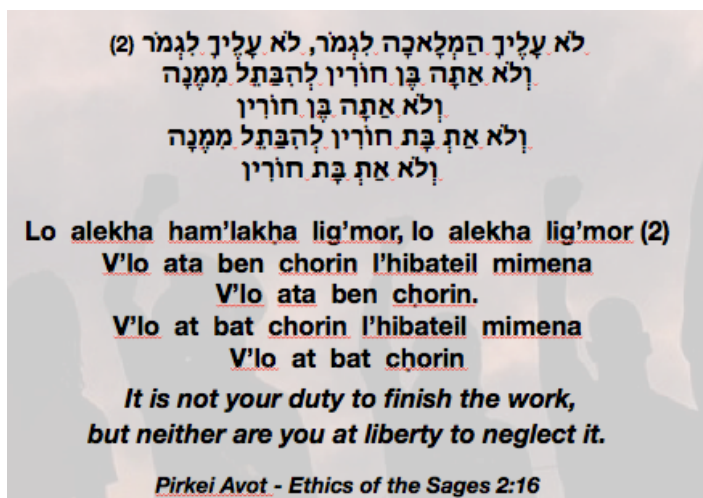 לֹא עָלֶיךָ הַמְלָאכָה לִגְמֹר, לֹא עָלֶיךָ לִגְמֹר (2)
וְלֹא אַתָּה בֶּן חוֹרִין לְהִבַּתֵל מִמֶנָה
וְלֹא אַתָּה בֶּן חוֹרִין
וְלֹא אַתְ בַּת חוֹרִין לְהִבַּתֵל מִמֶנָה
וְלֹא אַתְ בַּת חוֹרִין
Lo alekha ham’lakḥa lig’mor, lo alekha lig’mor (2)
V’lo ata ben chorin l’hibateil mimena
V’lo ata ben cḥorin.
V’lo at bat chorin l’hibateil mimena
V’lo at bat cḥorin
It is not your duty to finish the work,
but neither are you at liberty to neglect it.
Pirkei Avot - Ethics of the Sages 2:16